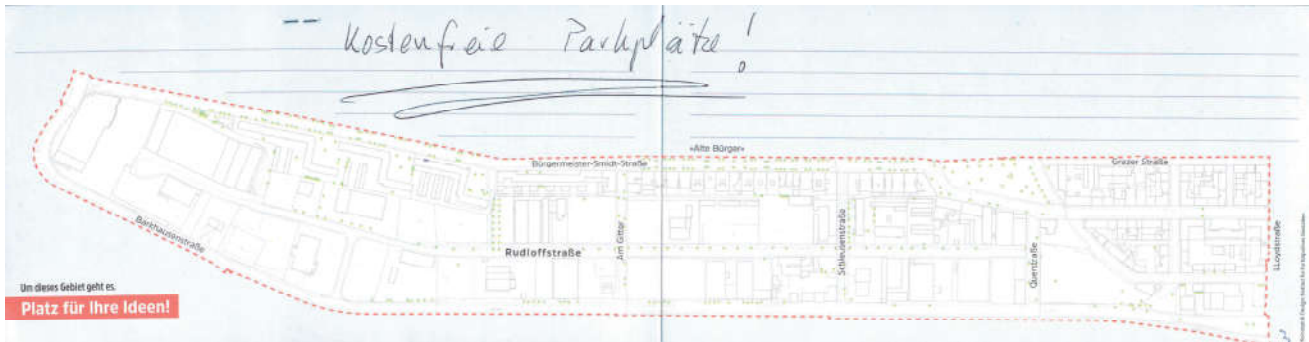 -- Kostenfreie Parkplätze!
»Alte Bürger«
Bürgermeister-Smidt-Straße
Grazer Straße
Barkhausenstraße
Rudloffstraße
Am Gitter
Schleusenstraße
Querstraße
LLoydstraße
Um dieses Gebiet geht es.
Platz für Ihre Ideen!